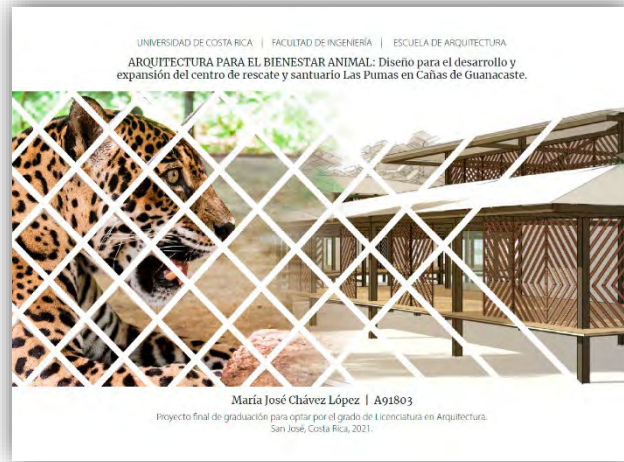 UNIVERSIDAD DE COSTA RICA | FACULTAD DE INGENIERÍA | ESCUELA DE ARQUITECTURA
ARQUITECTURA PARA EL BIENESTAR ANIMAL: Diseño para el desarrollo y
expansión del centro de rescate y santuario Las Pumas en Cañas de Guanacaste.
María José Chávez López | A91803
Proyecto final de graduación para optar por el grado de Licenciatura en Arquitectura.
San José, Costa Rica, 2021.